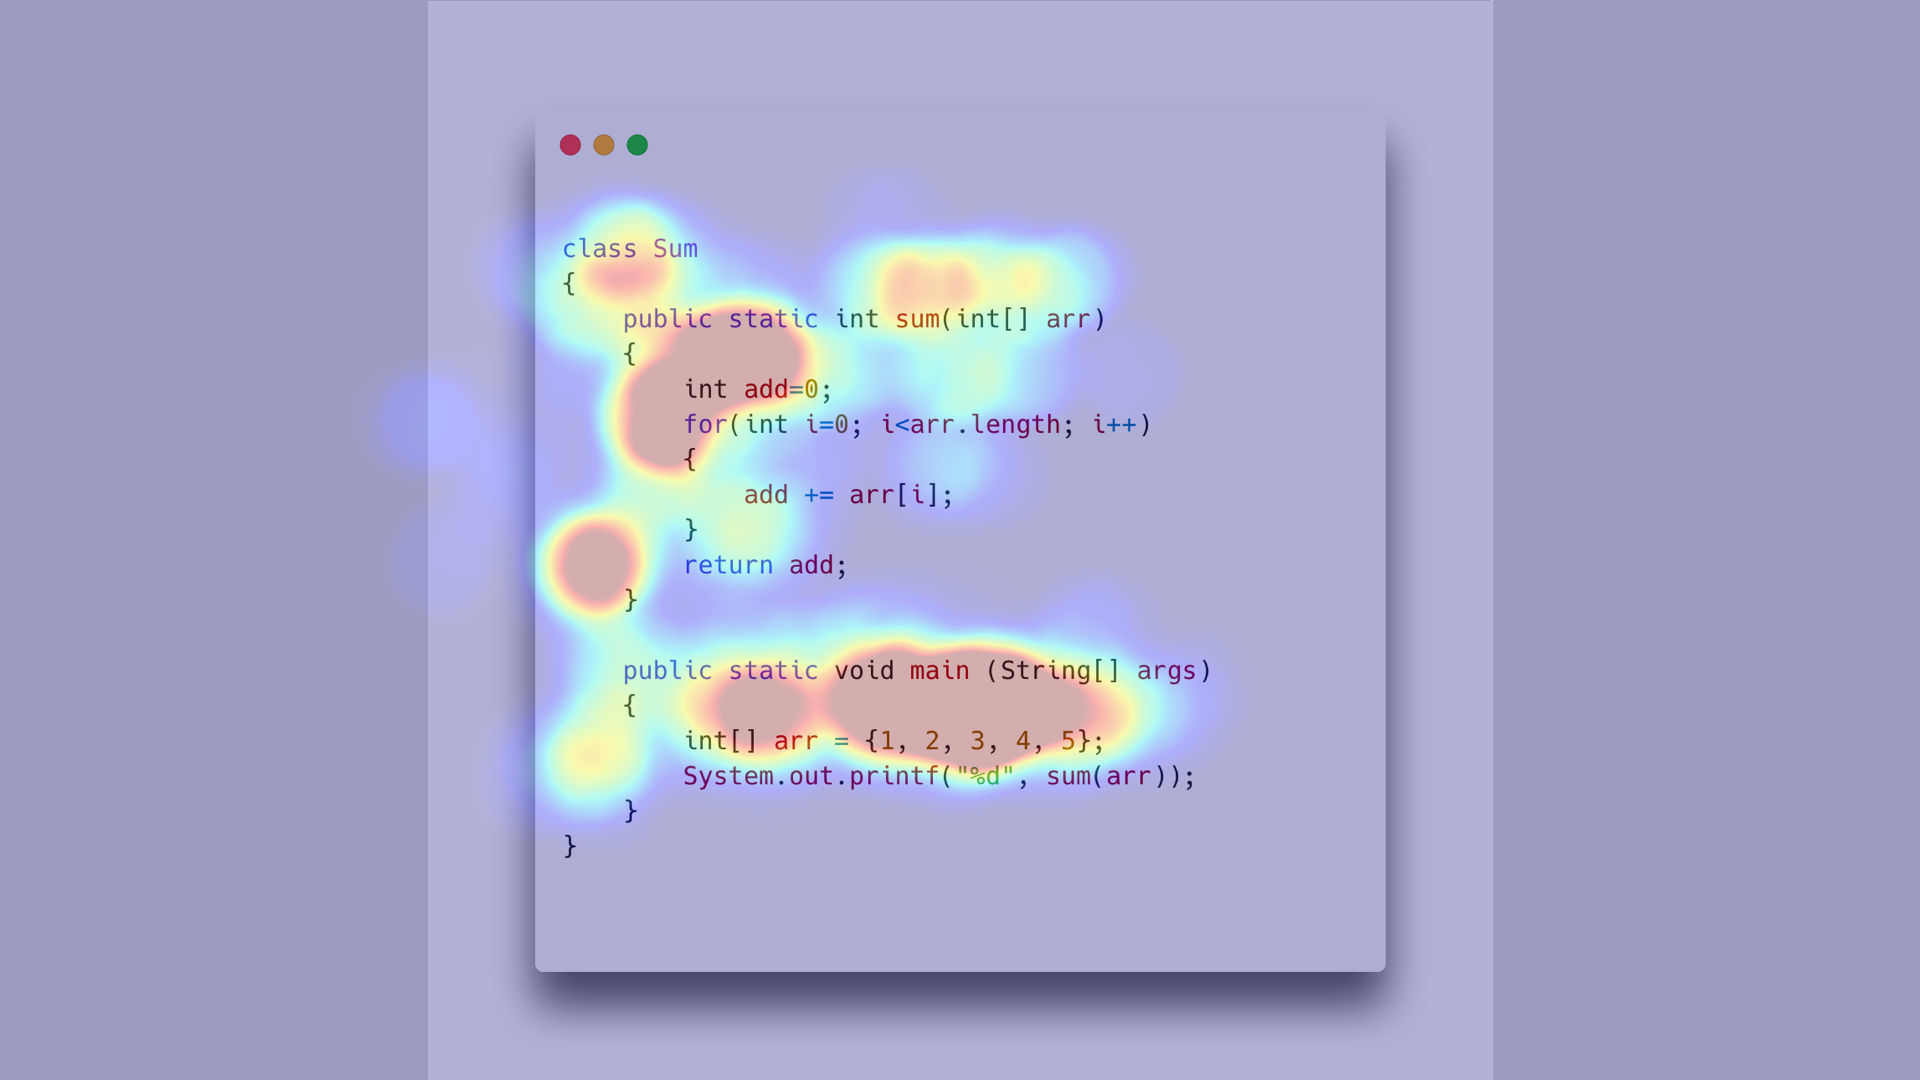 class Sum
{
    public static int sum(int[] arr)
    {
        int add=0;
        for(int i=0; i<arr.length; i++)
        {
            add += arr[i];
        }
        return add;
    }

    public static void main (String[] args)
    {
        int[] arr = {1, 2, 3, 4, 5};
        System.out.printf("%d", sum(arr));
    }
}